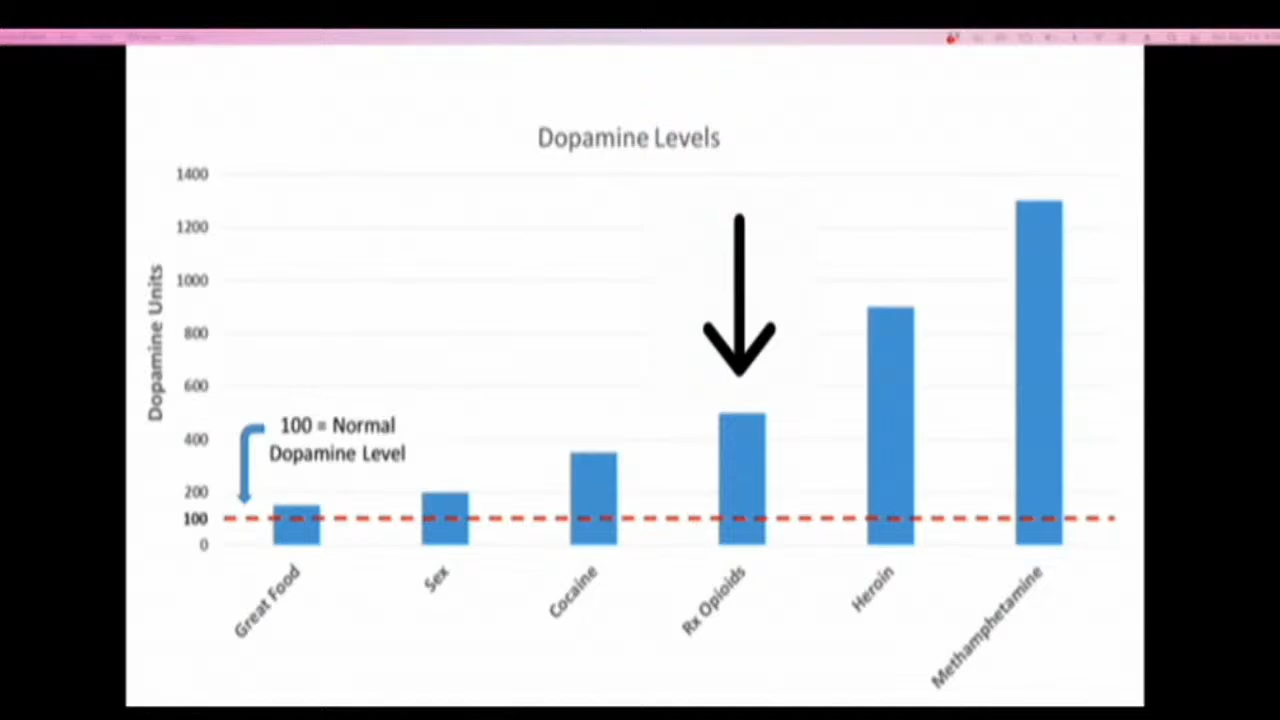 Dopamine Levels
1400
1200
1000
800
600
400
200
100
0
Dopamine Units
100 = Normal
Dopamine Level
Great Food
Sex
Cocaine
Rx Opioids
Heroin
Methamphetamine